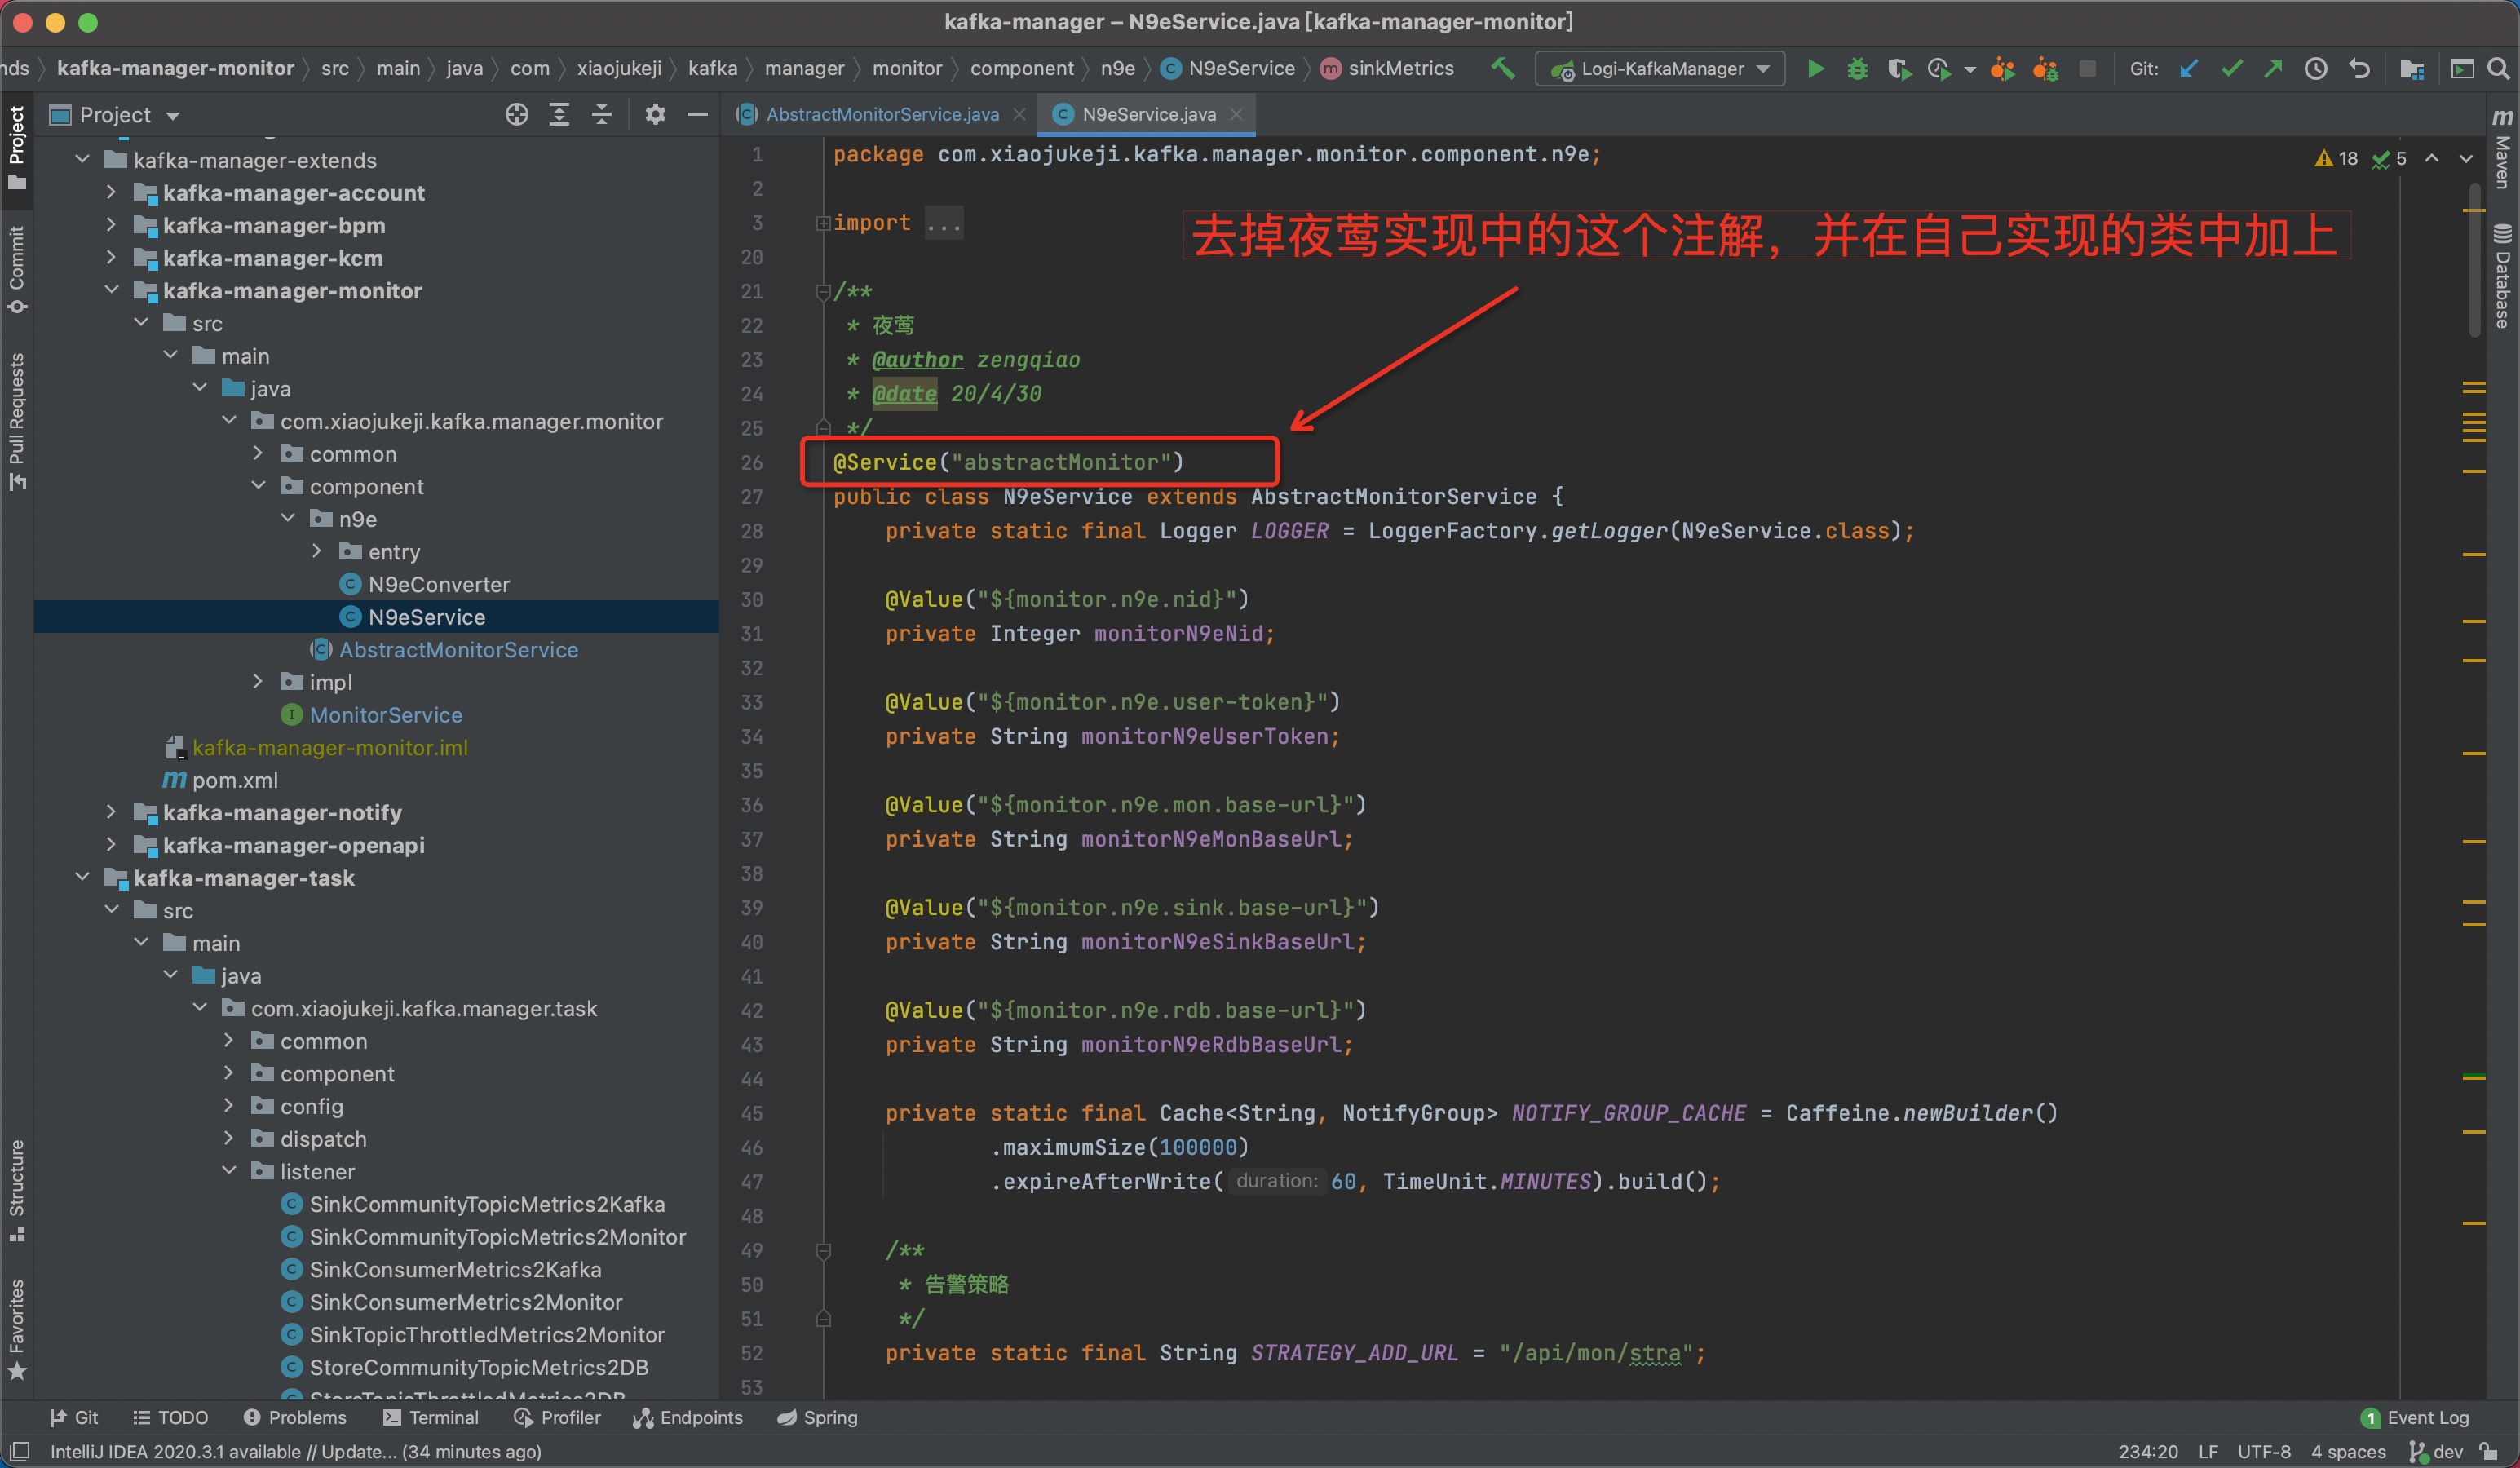 kafka-manager – N9eService.java [kafka-manager-monitor]
nds 〉 kafka-manager-monitor 〉 src 〉 main 〉 java 〉 com 〉 xiaojukeji 〉 kafka 〉 manager 〉 monitor 〉 component 〉 n9e 〉 N9eService 〉 sinkMetrics
Logi-KafkaManager
Git:
Project
AbstractMonitorService.java
N9eService.java
Project
Commit
Pull Requests
Structure
Favorites
kafka-manager-extends
kafka-manager-account
kafka-manager-bpm
kafka-manager-kcm
kafka-manager-monitor
src
main
java
com.xiaojukeji.kafka.manager.monitor
common
component
n9e
entry
N9eConverter
N9eService
AbstractMonitorService
impl
MonitorService
kafka-manager-monitor.iml
pom.xml
kafka-manager-notify
kafka-manager-openapi
kafka-manager-task
src
main
java
com.xiaojukeji.kafka.manager.task
common
component
config
dispatch
listener
SinkCommunityTopicMetrics2Kafka
SinkCommunityTopicMetrics2Monitor
SinkConsumerMetrics2Kafka
SinkConsumerMetrics2Monitor
SinkTopicThrottledMetrics2Monitor
StoreCommunityTopicMetrics2DB
StoreTopicThrottledMetrics2DB
18 5
Maven
Database
去掉夜莺实现中的这个注解，并在自己实现的类中加上
1 package com.xiaojukeji.kafka.manager.monitor.component.n9e;
2
3 import ...
20
21 /**
22 * 夜莺
23 * @author zengqiao
24 * @date 20/4/30
25 */
26 @Service("abstractMonitor")
27 public class N9eService extends AbstractMonitorService {
28 private static final Logger LOGGER = LoggerFactory.getLogger(N9eService.class);
29
30 @Value("${monitor.n9e.nid}")
31 private Integer monitorN9eNid;
32
33 @Value("${monitor.n9e.user-token}")
34 private String monitorN9eUserToken;
35
36 @Value("${monitor.n9e.mon.base-url}")
37 private String monitorN9eMonBaseUrl;
38
39 @Value("${monitor.n9e.sink.base-url}")
40 private String monitorN9eSinkBaseUrl;
41
42 @Value("${monitor.n9e.rdb.base-url}")
43 private String monitorN9eRdbBaseUrl;
44
45 private static final Cache<String, NotifyGroup> NOTIFY_GROUP_CACHE = Caffeine.newBuilder()
46 .maximumSize(100000)
47 .expireAfterWrite( duration: 60, TimeUnit.MINUTES).build();
48
49 /**
50 * 告警策略
51 */
52 private static final String STRATEGY_ADD_URL = "/api/mon/stra";
53
Git TODO Problems Terminal Profiler Endpoints Spring
1 Event Log
IntelliJ IDEA 2020.3.1 available // Update... (34 minutes ago)
234:20 LF UTF-8 4 spaces dev